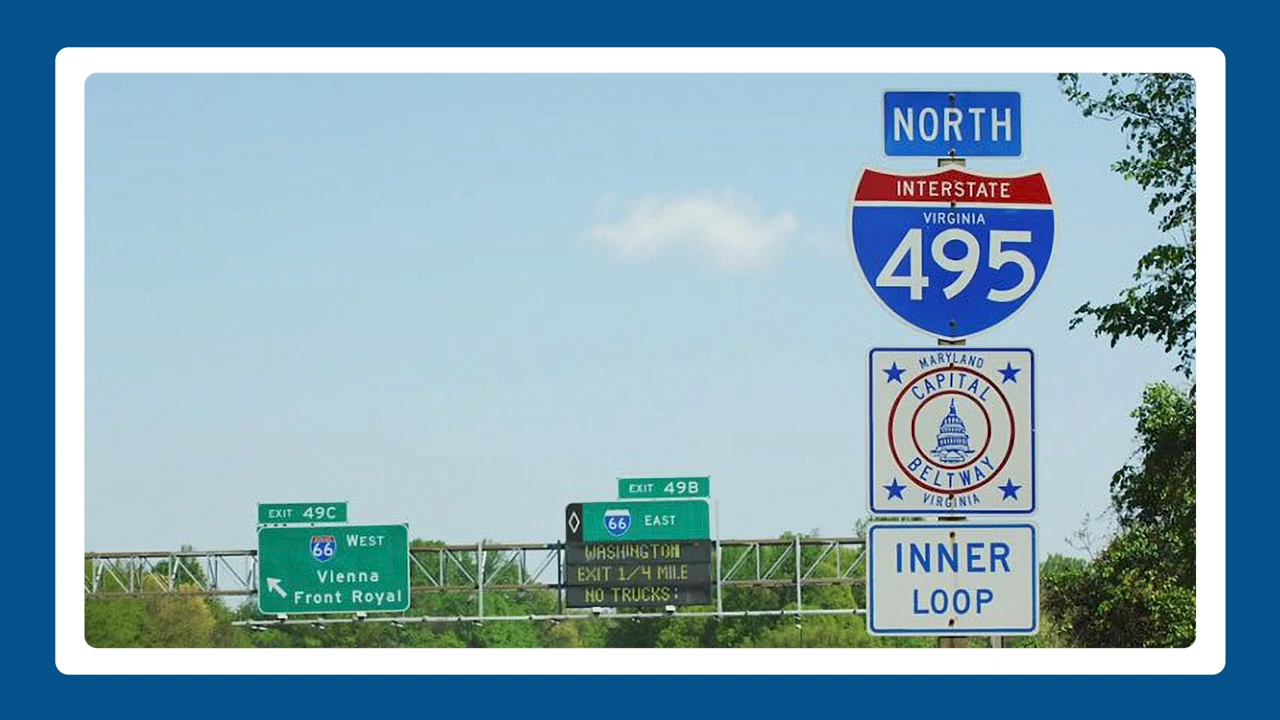 NORTH
INTERSTATE
VIRGINIA
495
MARYLAND
CAPITAL
BELTWAY
VIRGINIA
INNER
LOOP
EXIT 49C
66 WEST
Vienna
Front Royal
EXIT 49B
66 EAST
WASHINGTON
EXIT 1/4 MILE
NO TRUCKS: